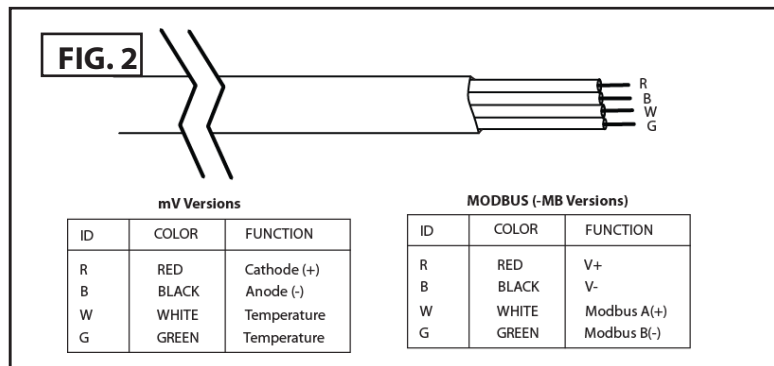 FIG. 2
R
B
W
G
mV Versions
ID COLOR FUNCTION
R RED Cathode (+)
B BLACK Anode (-)
W WHITE Temperature
G GREEN Temperature
MODBUS (-MB Versions)
ID COLOR FUNCTION
R RED V+
B BLACK V-
W WHITE Modbus A(+)
G GREEN Modbus B(-)